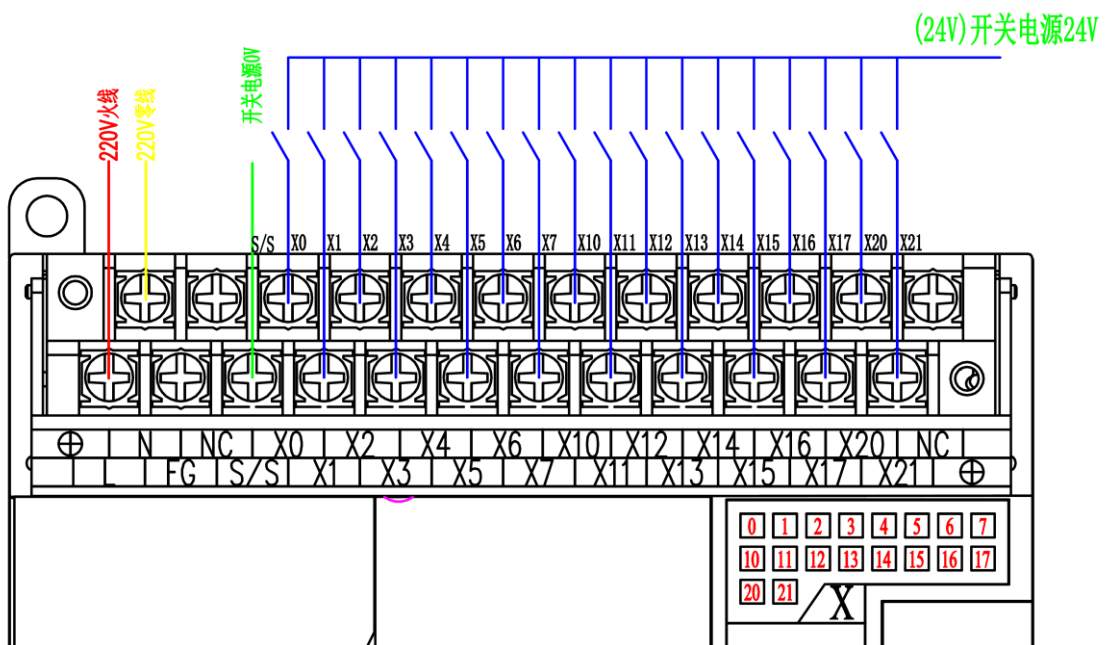 (24V)开关电源24V
开关电源0V
220V火线
220V零线
S/S X0 X1 X2 X3 X4 X5 X6 X7 X10 X11 X12 X13 X14 X15 X16 X17 X20 X21
N NC X0 X2 X4 X6 X10 X12 X14 X16 X20 NC
L FG S/S X1 X3 X5 X7 X11 X13 X15 X17 X21
0 1 2 3 4 5 6 7
10 11 12 13 14 15 16 17
20 21
X